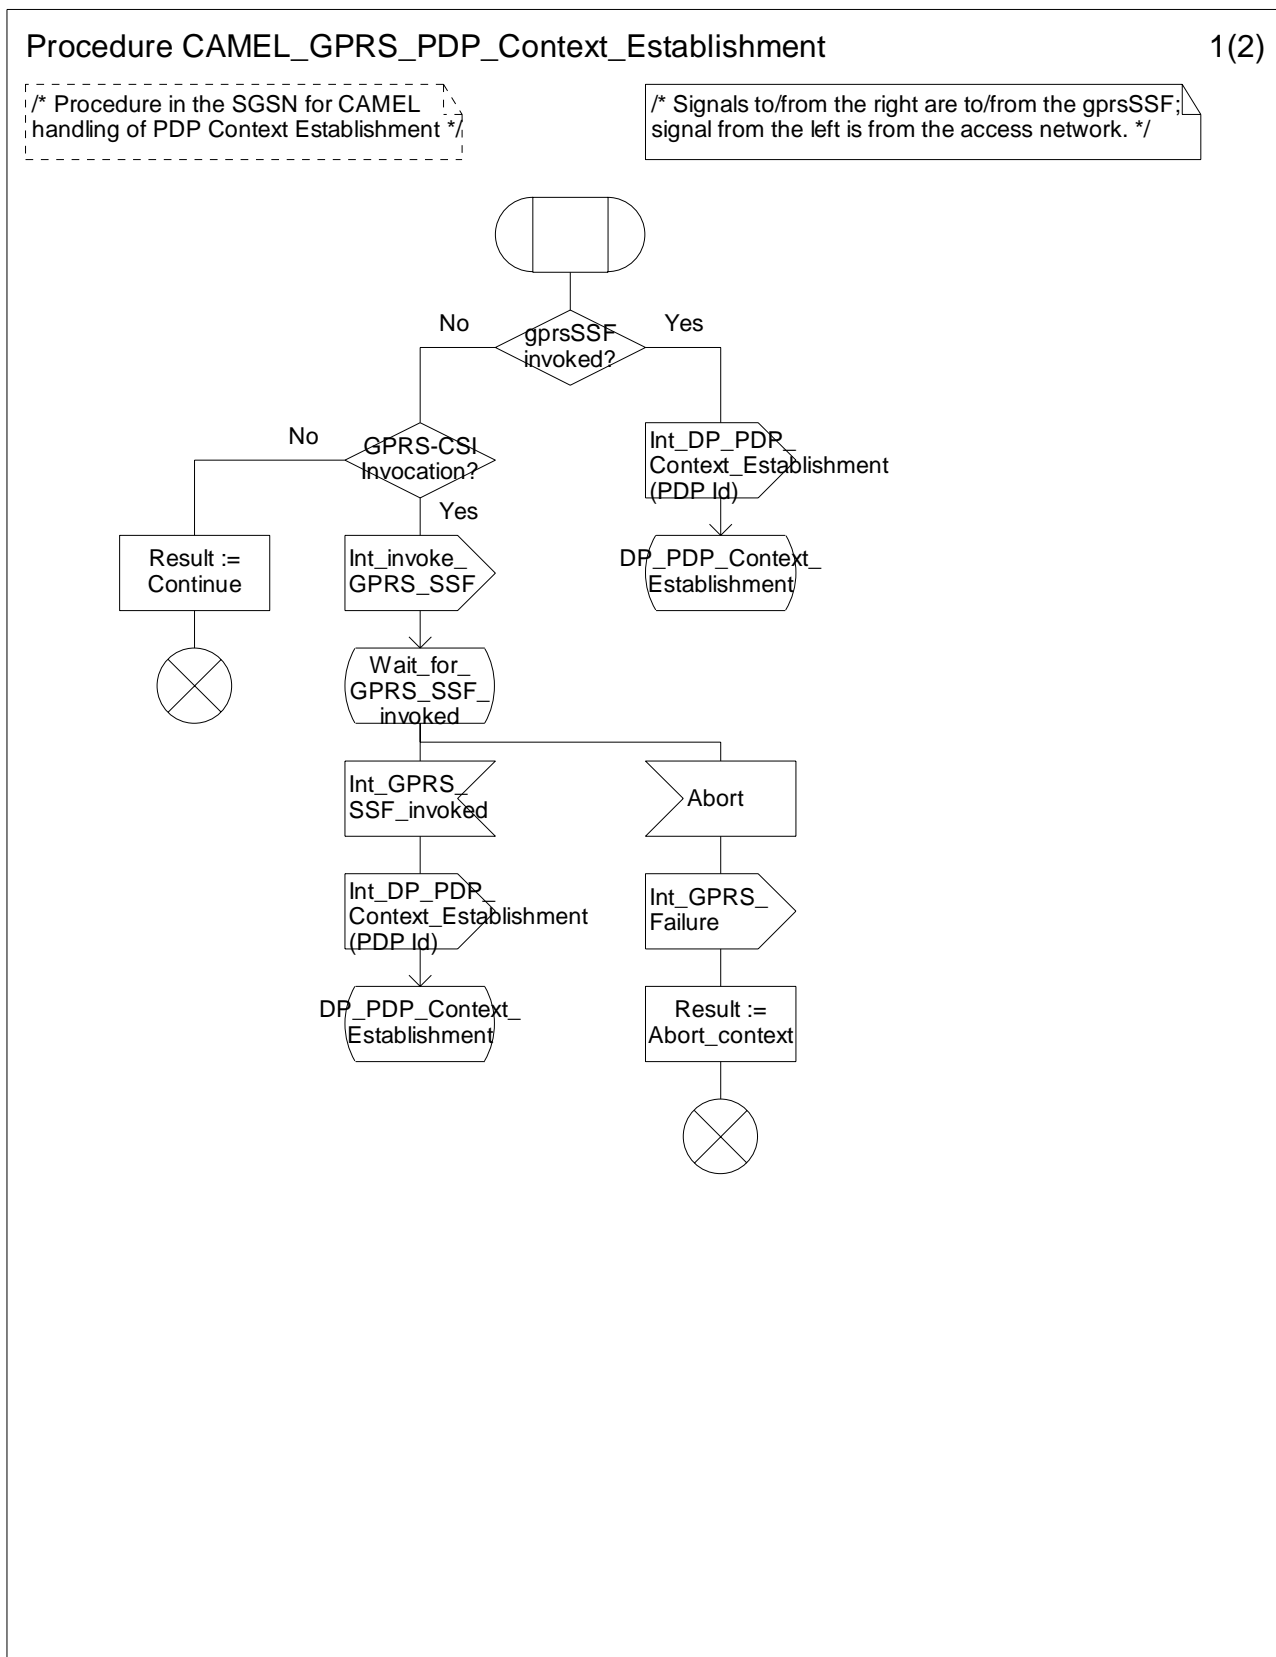 Procedure CAMEL_GPRS_PDP_Context_Establishment
1(2)
/* Procedure in the SGSN for CAMEL
handling of PDP Context Establishment */
/* Signals to/from the right are to/from the gprsSSF;
signal from the left is from the access network. */
No
gprsSSF
invoked?
Yes
No
GPRS-CSI
Invocation?
Yes
Int_DP_PDP_
Context_Establishment
(PDP Id)
Result :=
Continue
Int_invoke_
GPRS_SSF
DP_PDP_Context_
Establishment
Wait_for_
GPRS_SSF_
invoked
Int_GPRS_
SSF_invoked
Abort
Int_DP_PDP_
Context_Establishment
(PDP Id)
Int_GPRS_
Failure
DP_PDP_Context_
Establishment
Result :=
Abort_context